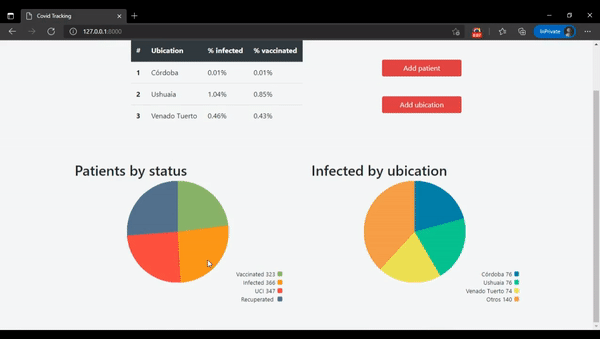 Covid Tracking
127.0.0.1:8000
InPrivate
# Ubication % infected % vaccinated
1 Córdoba 0.01% 0.01%
2 Ushuaia 1.04% 0.85%
3 Venado Tuerto 0.46% 0.43%
Add patient
Add ubication
Patients by status
Vaccinated 323
Infected 366
UCI 347
Recuperated
Infected by ubication
Córdoba 76
Ushuaia 76
Venado Tuerto 74
Otros 140